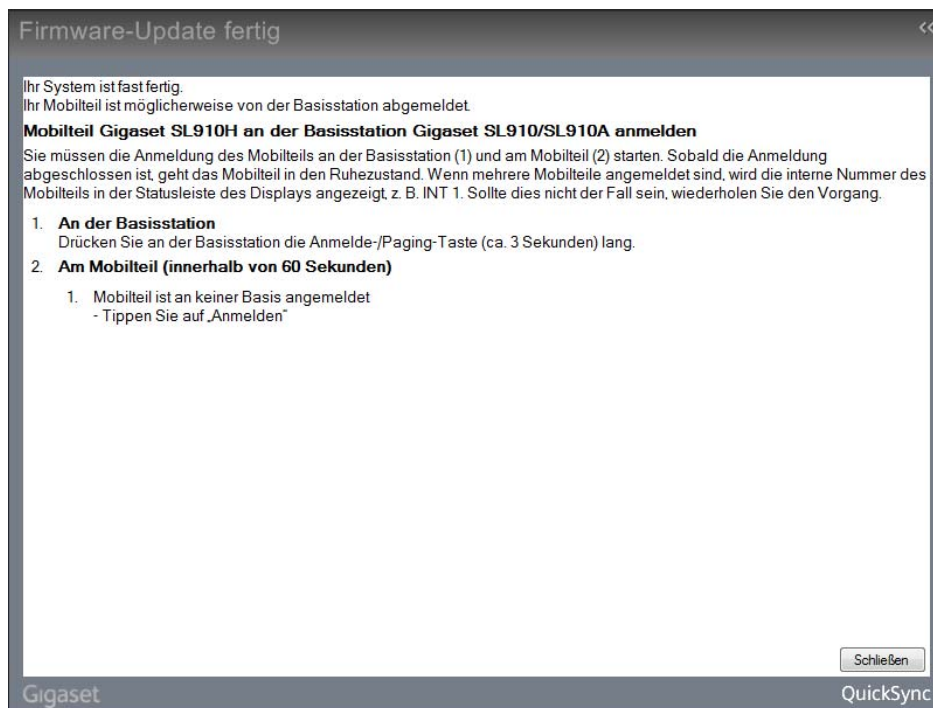 Firmware-Update fertig
<<
Ihr System ist fast fertig.
Ihr Mobilteil ist möglicherweise von der Basisstation abgemeldet.
Mobilteil Gigaset SL910H an der Basisstation Gigaset SL910/SL910A anmelden
Sie müssen die Anmeldung des Mobilteils an der Basisstation (1) und am Mobilteil (2) starten. Sobald die Anmeldung
abgeschlossen ist, geht das Mobilteil in den Ruhezustand. Wenn mehrere Mobilteile angemeldet sind, wird die interne Nummer des
Mobilteils in der Statusleiste des Displays angezeigt, z. B. INT 1. Sollte dies nicht der Fall sein, wiederholen Sie den Vorgang.
1. An der Basisstation
Drücken Sie an der Basisstation die Anmelde-/Paging-Taste (ca. 3 Sekunden) lang.
2. Am Mobilteil (innerhalb von 60 Sekunden)
1. Mobilteil ist an keiner Basis angemeldet
- Tippen Sie auf „Anmelden“
Schließen
Gigaset
QuickSync